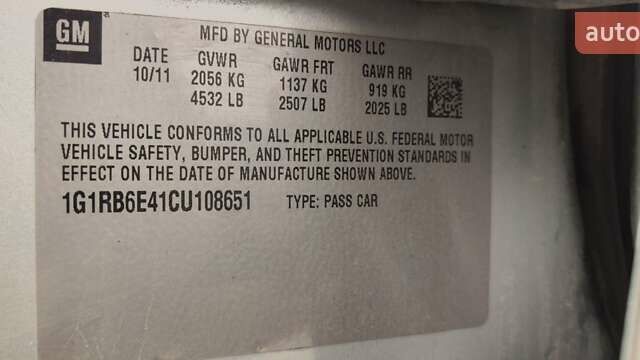 GM
MFD BY GENERAL MOTORS LLC
DATE GVWR GAWR FRT GAWR RR
10/11 2056 KG 1137 KG 919 KG
4532 LB 2507 LB 2025 LB
THIS VEHICLE CONFORMS TO ALL APPLICABLE U.S. FEDERAL MOTOR
VEHICLE SAFETY, BUMPER, AND THEFT PREVENTION STANDARDS IN
EFFECT ON THE DATE OF MANUFACTURE SHOWN ABOVE.
1G1RB6E41CU108651 TYPE: PASS CAR
auto